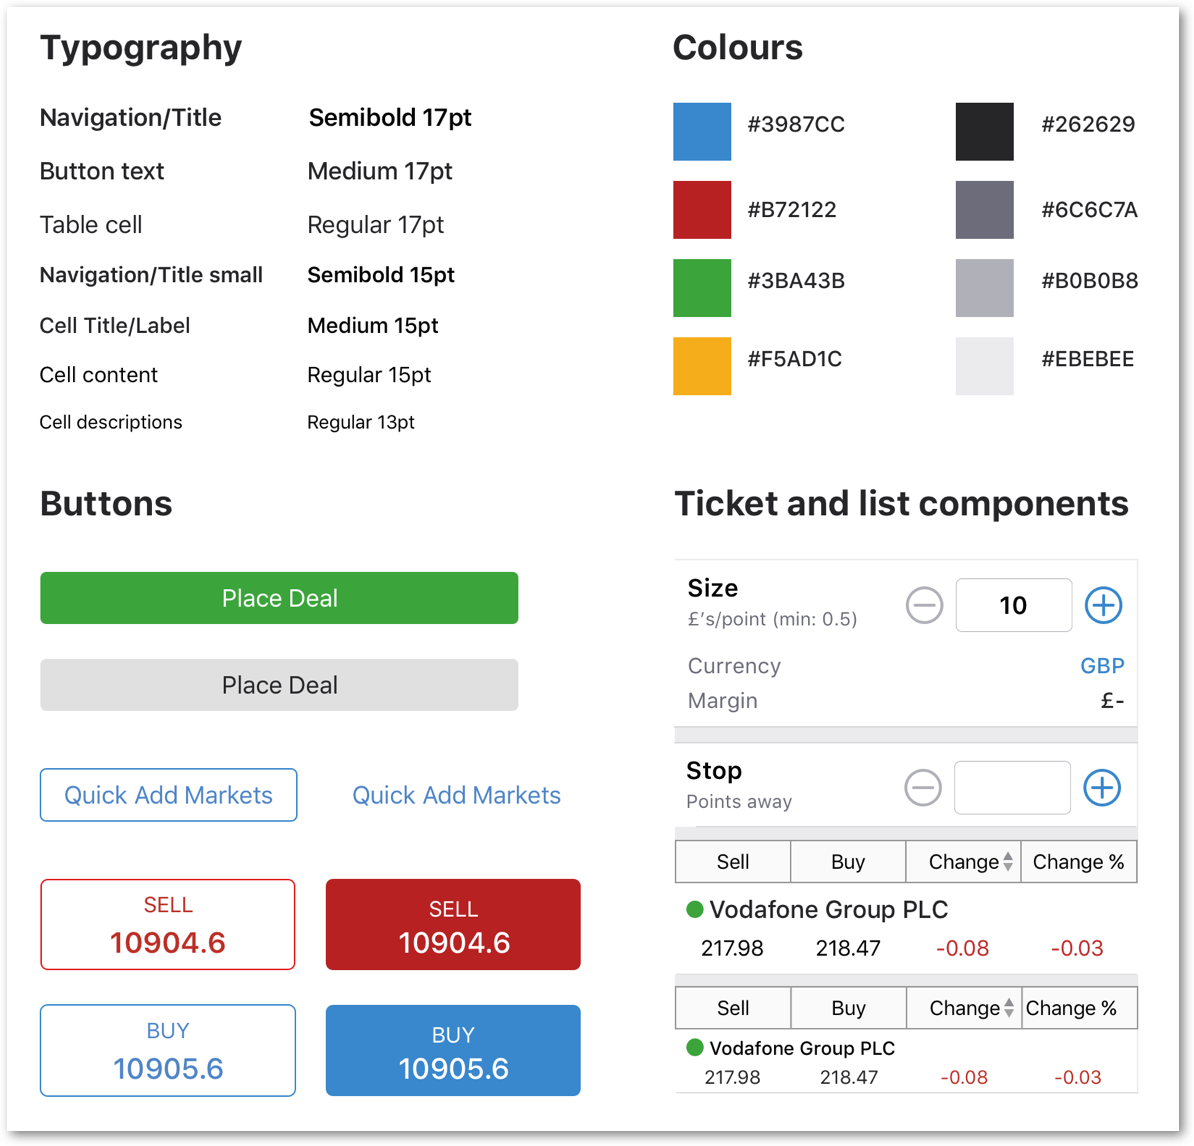 Typography
Navigation/Title Semibold 17pt
Button text Medium 17pt
Table cell Regular 17pt
Navigation/Title small Semibold 15pt
Cell Title/Label Medium 15pt
Cell content Regular 15pt
Cell descriptions Regular 13pt
Colours
#3987CC #262629
#B72122 #6C6C7A
#3BA43B #B0B0B8
#F5AD1C #EBEBEE
Buttons
Place Deal
Place Deal
Quick Add Markets Quick Add Markets
SELL SELL
10904.6 10904.6
BUY BUY
10905.6 10905.6
Ticket and list components
Size 10
£'s/point (min: 0.5)
Currency GBP
Margin £-
Stop
Points away
Sell Buy Change Change %
Vodafone Group PLC
217.98 218.47 -0.08 -0.03
Sell Buy Change Change %
Vodafone Group PLC
217.98 218.47 -0.08 -0.03